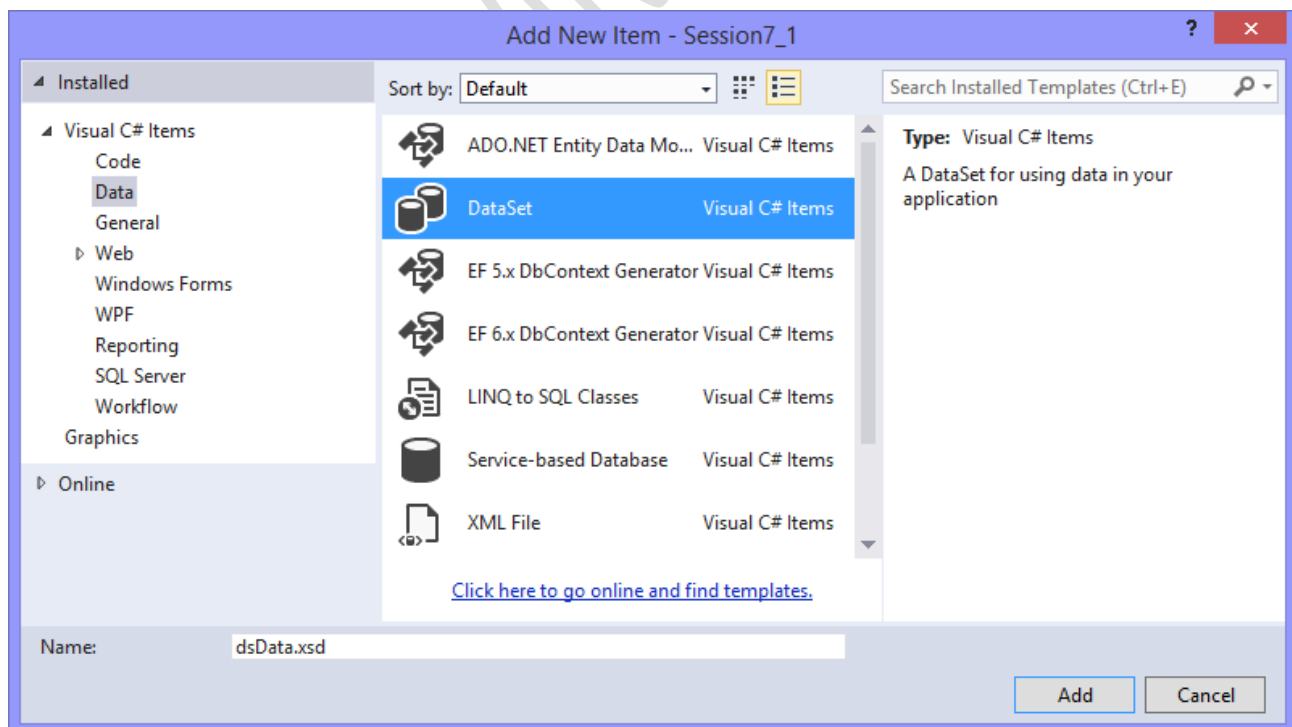 Add New Item - Session7_1
?
Installed
Sort by: Default
Search Installed Templates (Ctrl+E)
Visual C# Items
Code
Data
General
Web
Windows Forms
WPF
Reporting
SQL Server
Workflow
Graphics
Online
ADO.NET Entity Data Mo... Visual C# Items
DataSet Visual C# Items
EF 5.x DbContext Generator Visual C# Items
EF 6.x DbContext Generator Visual C# Items
LINQ to SQL Classes Visual C# Items
Service-based Database Visual C# Items
XML File Visual C# Items
Click here to go online and find templates.
Type: Visual C# Items
A DataSet for using data in your
application
Name: dsData.xsd
Add Cancel